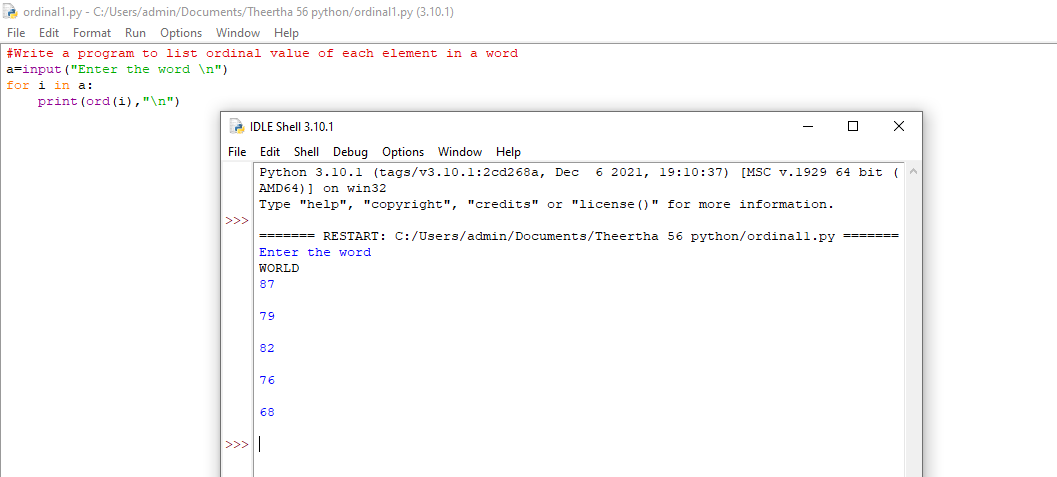 ordinal1.py - C:/Users/admin/Documents/Theertha 56 python/ordinal1.py (3.10.1)
File Edit Format Run Options Window Help
#Write a program to list ordinal value of each element in a word
a=input("Enter the word \n")
for i in a:
    print(ord(i),"\n")
IDLE Shell 3.10.1
File Edit Shell Debug Options Window Help
Python 3.10.1 (tags/v3.10.1:2cd268a, Dec  6 2021, 19:10:37) [MSC v.1929 64 bit (
AMD64)] on win32
Type "help", "copyright", "credits" or "license()" for more information.
>>>
======= RESTART: C:/Users/admin/Documents/Theertha 56 python/ordinal1.py =======
Enter the word
WORLD
87
79
82
76
68
>>>